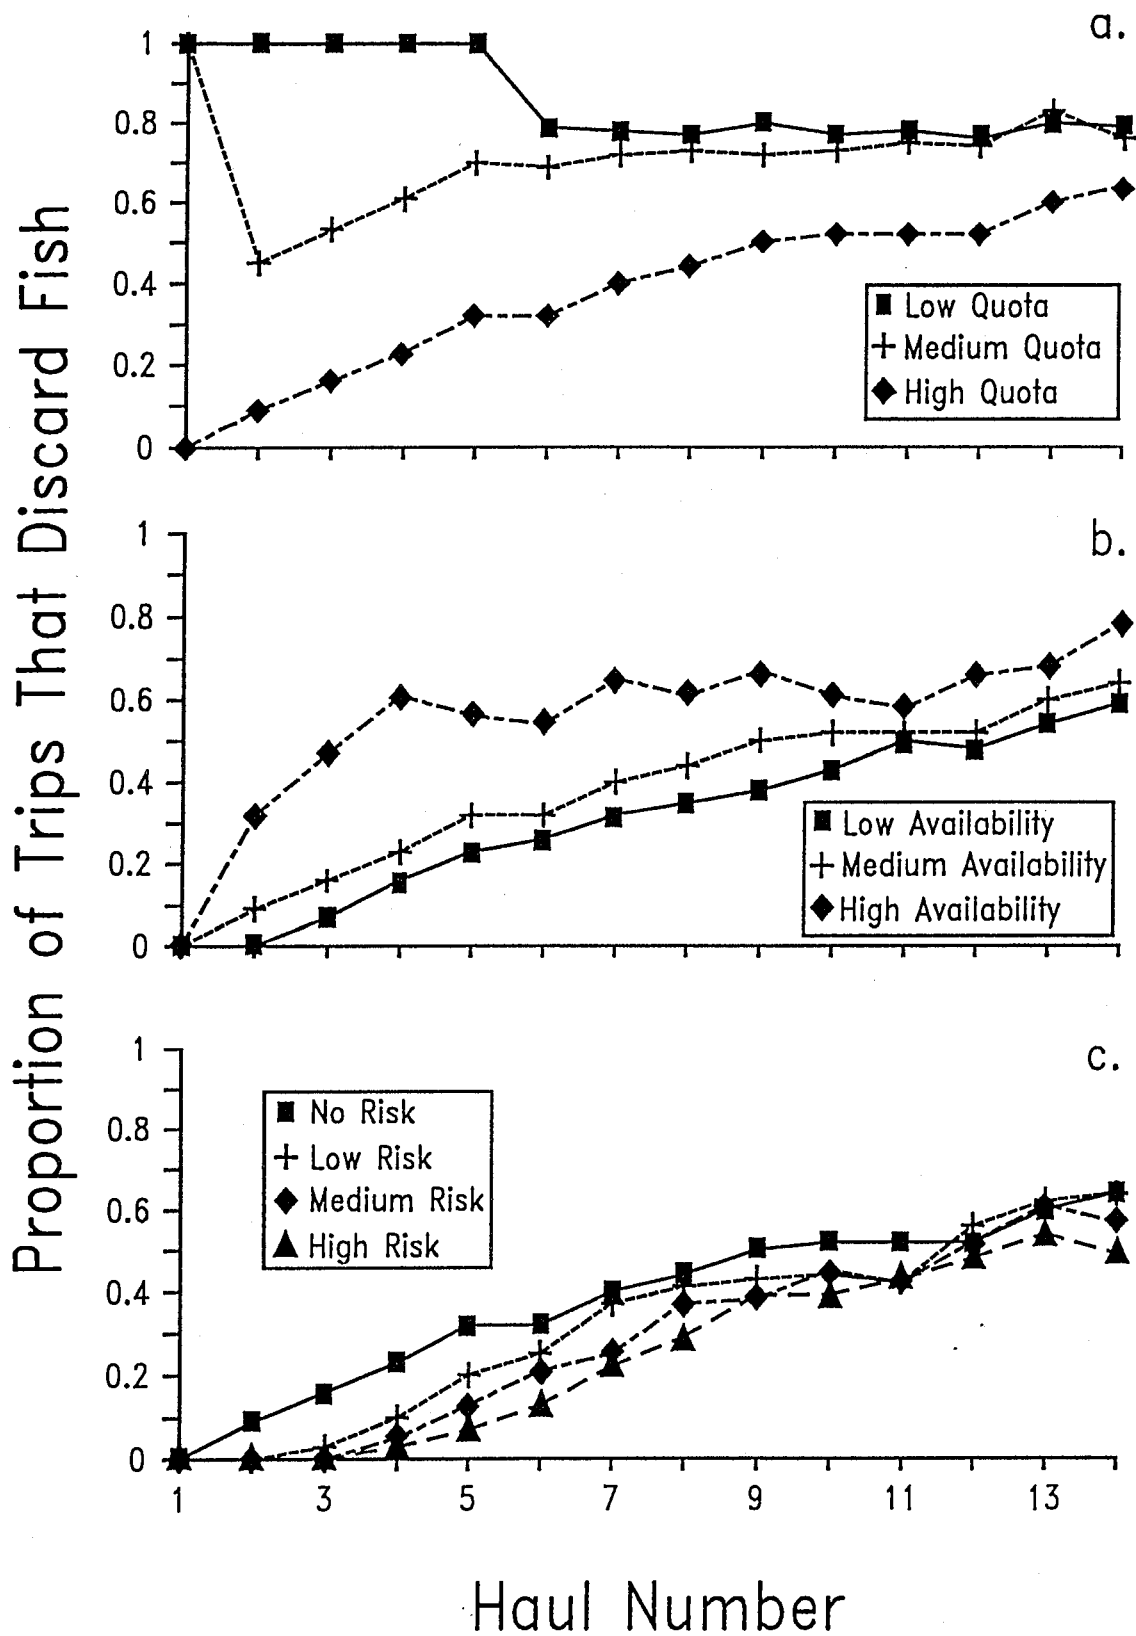 Proportion of Trips That Discard Fish
a.
1
0.8
0.6
0.4
0.2
0
Low Quota
Medium Quota
High Quota
b.
1
0.8
0.6
0.4
0.2
0
Low Availability
Medium Availability
High Availability
c.
1
0.8
0.6
0.4
0.2
0
No Risk
Low Risk
Medium Risk
High Risk
1 3 5 7 9 11 13
Haul Number